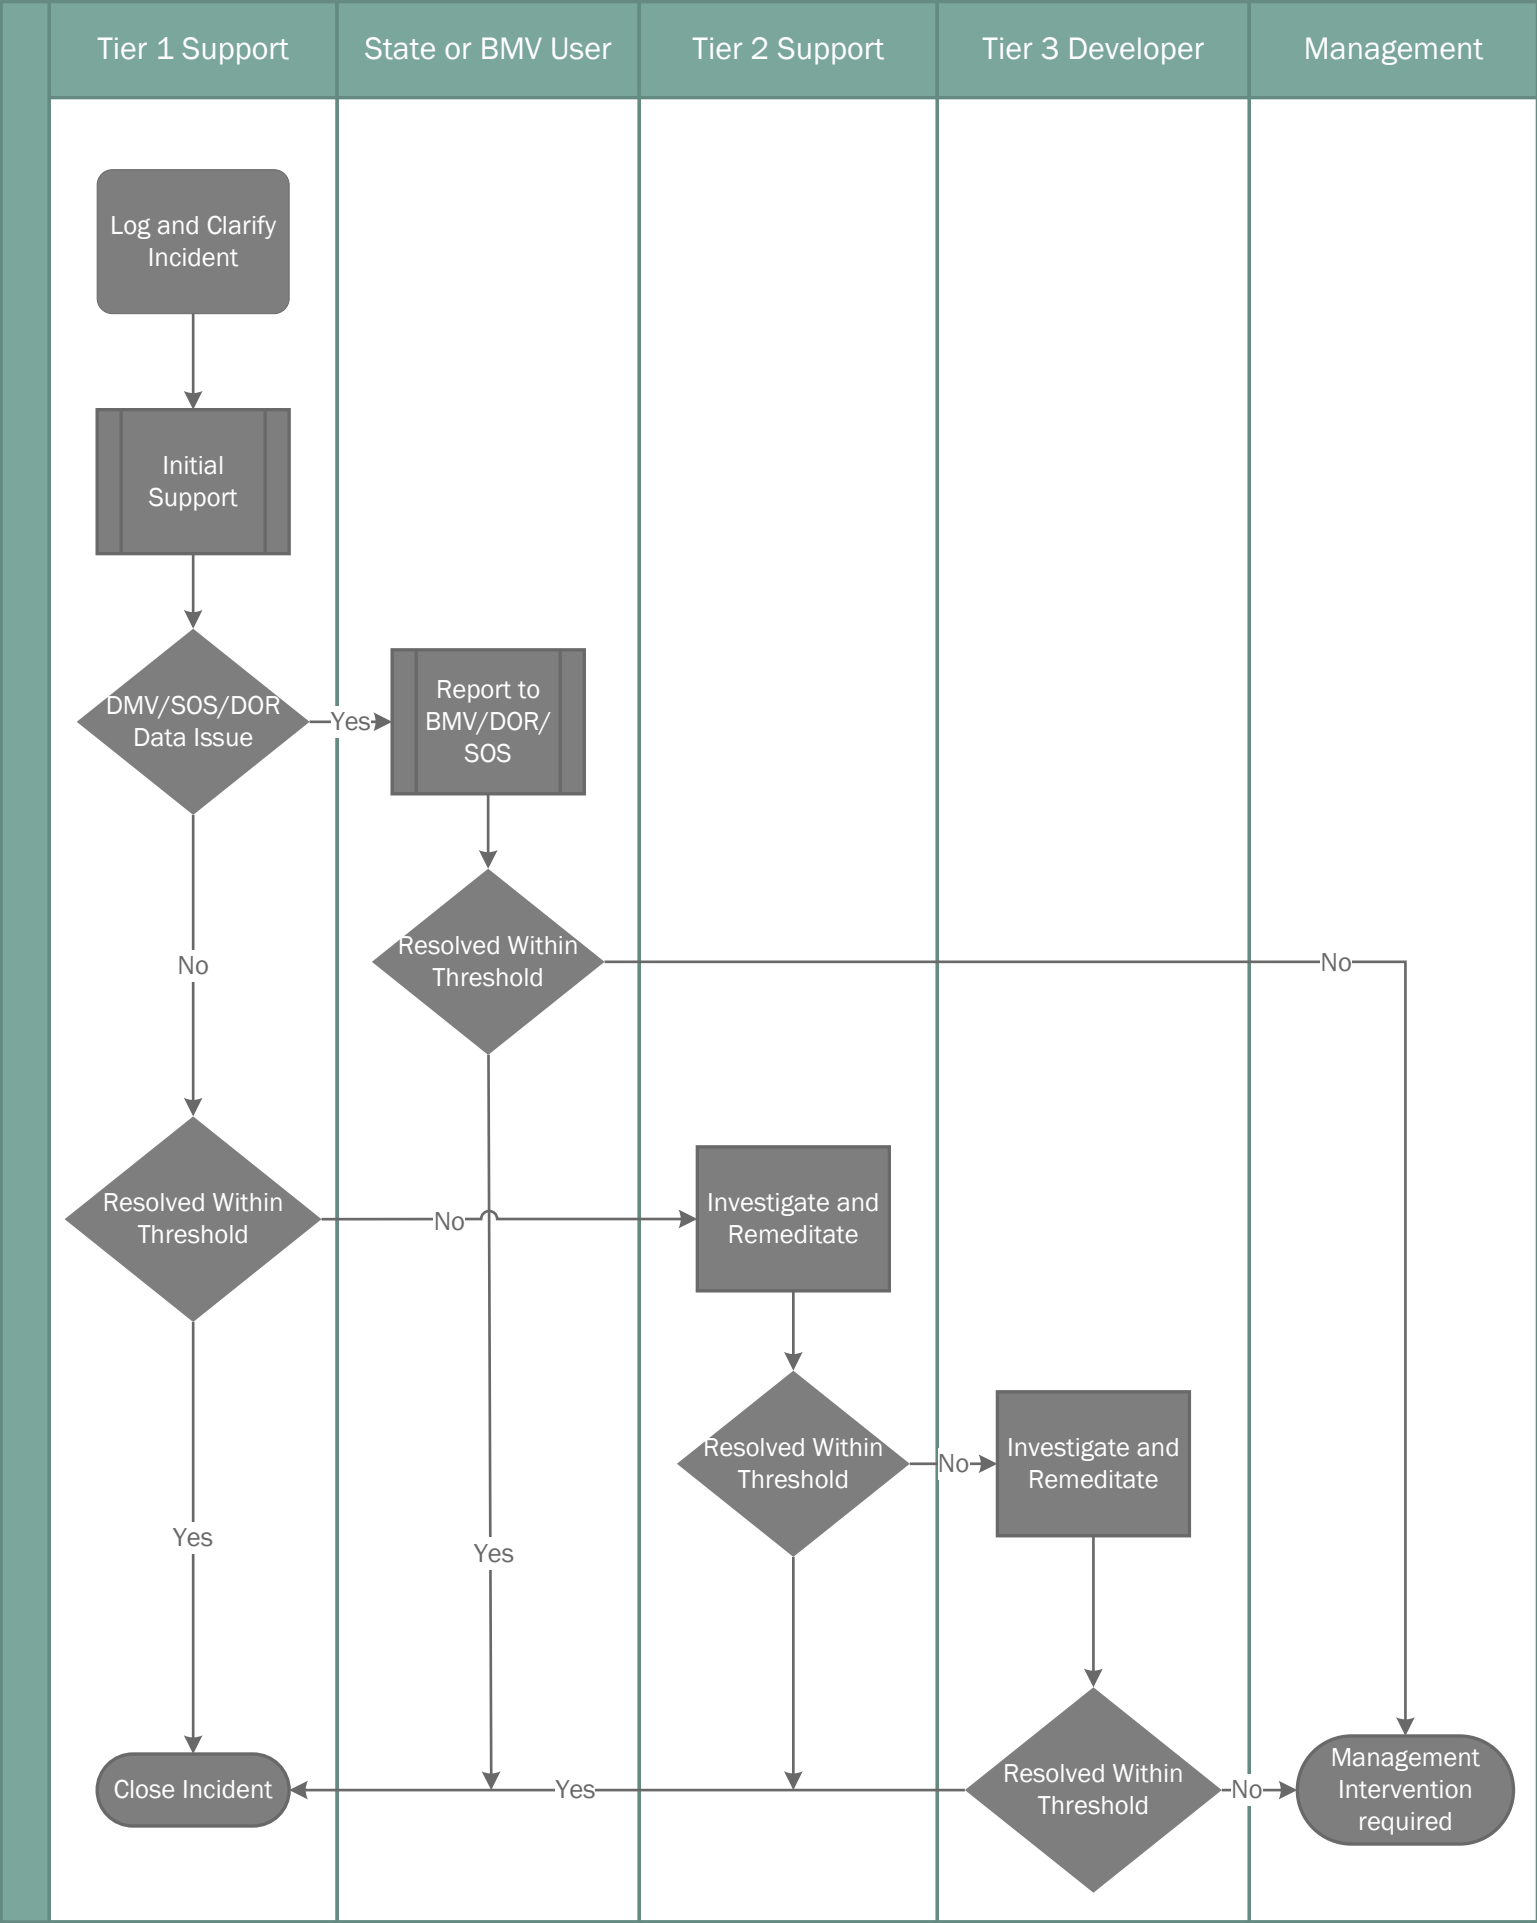 Tier 1 Support
State or BMV User
Tier 2 Support
Tier 3 Developer
Management
Log and Clarify
Incident
Initial
Support
DMV/SOS/DOR
Data Issue
Yes
Report to
BMV/DOR/
SOS
No
Resolved Within
Threshold
No
Resolved Within
Threshold
No
Investigate and
Remeditate
Resolved Within
Threshold
No
Investigate and
Remeditate
Yes
Yes
Close Incident
Yes
Resolved Within
Threshold
No
Management
Intervention
required